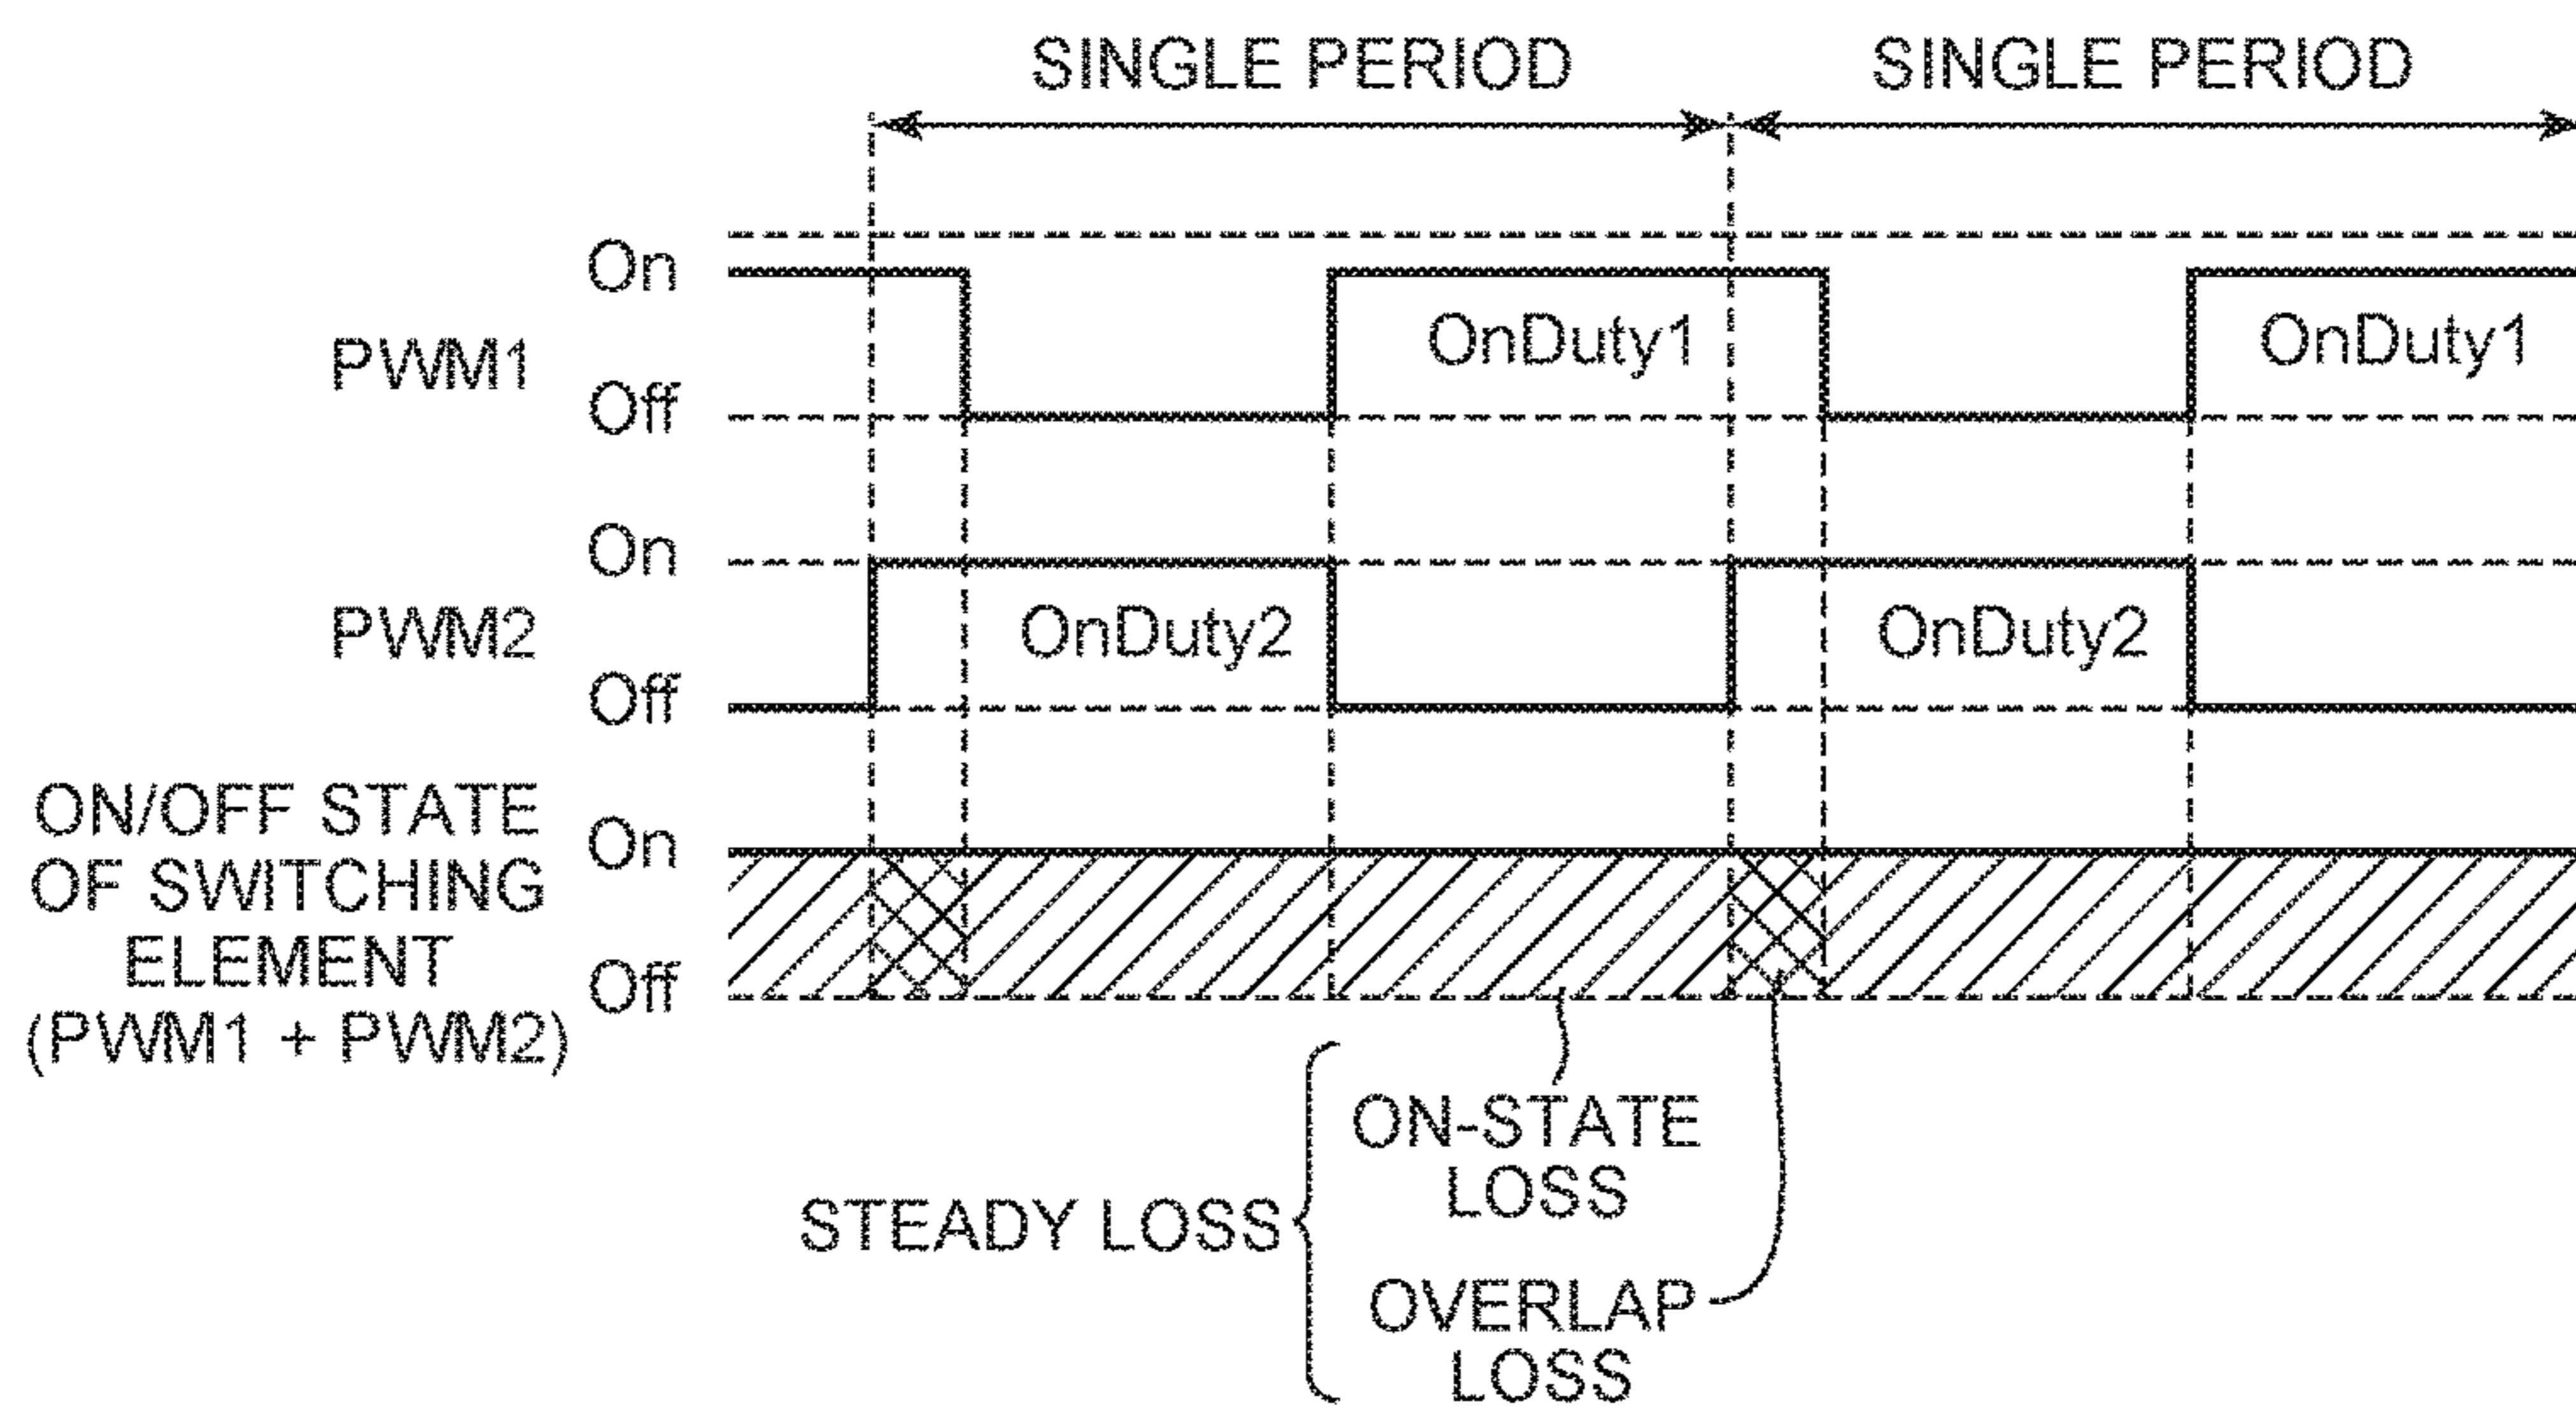 SINGLE PERIOD
SINGLE PERIOD
On
PWM1
Off
OnDuty1
OnDuty1
On
PWM2
Off
OnDuty2
OnDuty2
ON/OFF STATE
OF SWITCHING
ELEMENT
(PWM1 + PWM2)
On
Off
STEADY LOSS
ON-STATE
LOSS
OVERLAP
LOSS